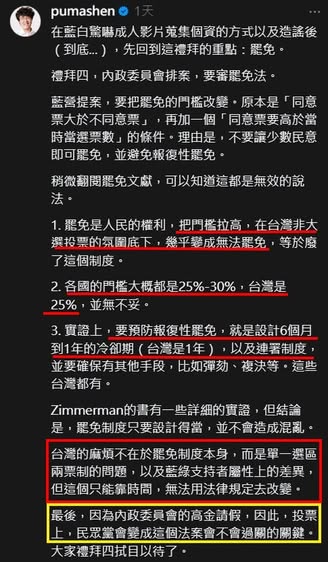 pumashen 1天
在藍白驚嚇成人影片蒐集個資的方式以及造謠後
（到底...），先回到這禮拜的重點：罷免。
禮拜四，內政委員會排案，要審罷免法。
藍營提案，要把罷免的門檻改變。原本是「同意
票大於不同意票」，再加一個「同意票要高於當
時當選票數」的條件。理由是，不要讓少數民意
即可罷免，並避免報復性罷免。
稍微翻閱罷免文獻，可以知道這都是無效的說
法。
1. 罷免是人民的權利，把門檻拉高，在台灣非大
選投票的氛圍底下，幾乎變成無法罷免，等於廢
了這個制度。
2. 各國的門檻大概都是25%-30%，台灣是
25%，並無不妥。
3. 實證上，要預防報復性罷免，就是設計6個月
到1年的冷卻期（台灣是1年），以及連署制度，
並要確保有其他手段，比如彈劾、複決等。這些
台灣都有。
Zimmerman的書有一些詳細的實證，但結論
是，罷免制度只要設計得當，並不會造成混亂。
台灣的麻煩不在於罷免制度本身，而是單一選區
兩票制的問題，以及藍綠支持者屬性上的差異，
但這個只能靠時間，無法用法律規定去改變。
最後，因為內政委員會的高金請假，因此，投票
上，民眾黨會變成這個法案會不會過關的關鍵。
大家禮拜四拭目以待了。